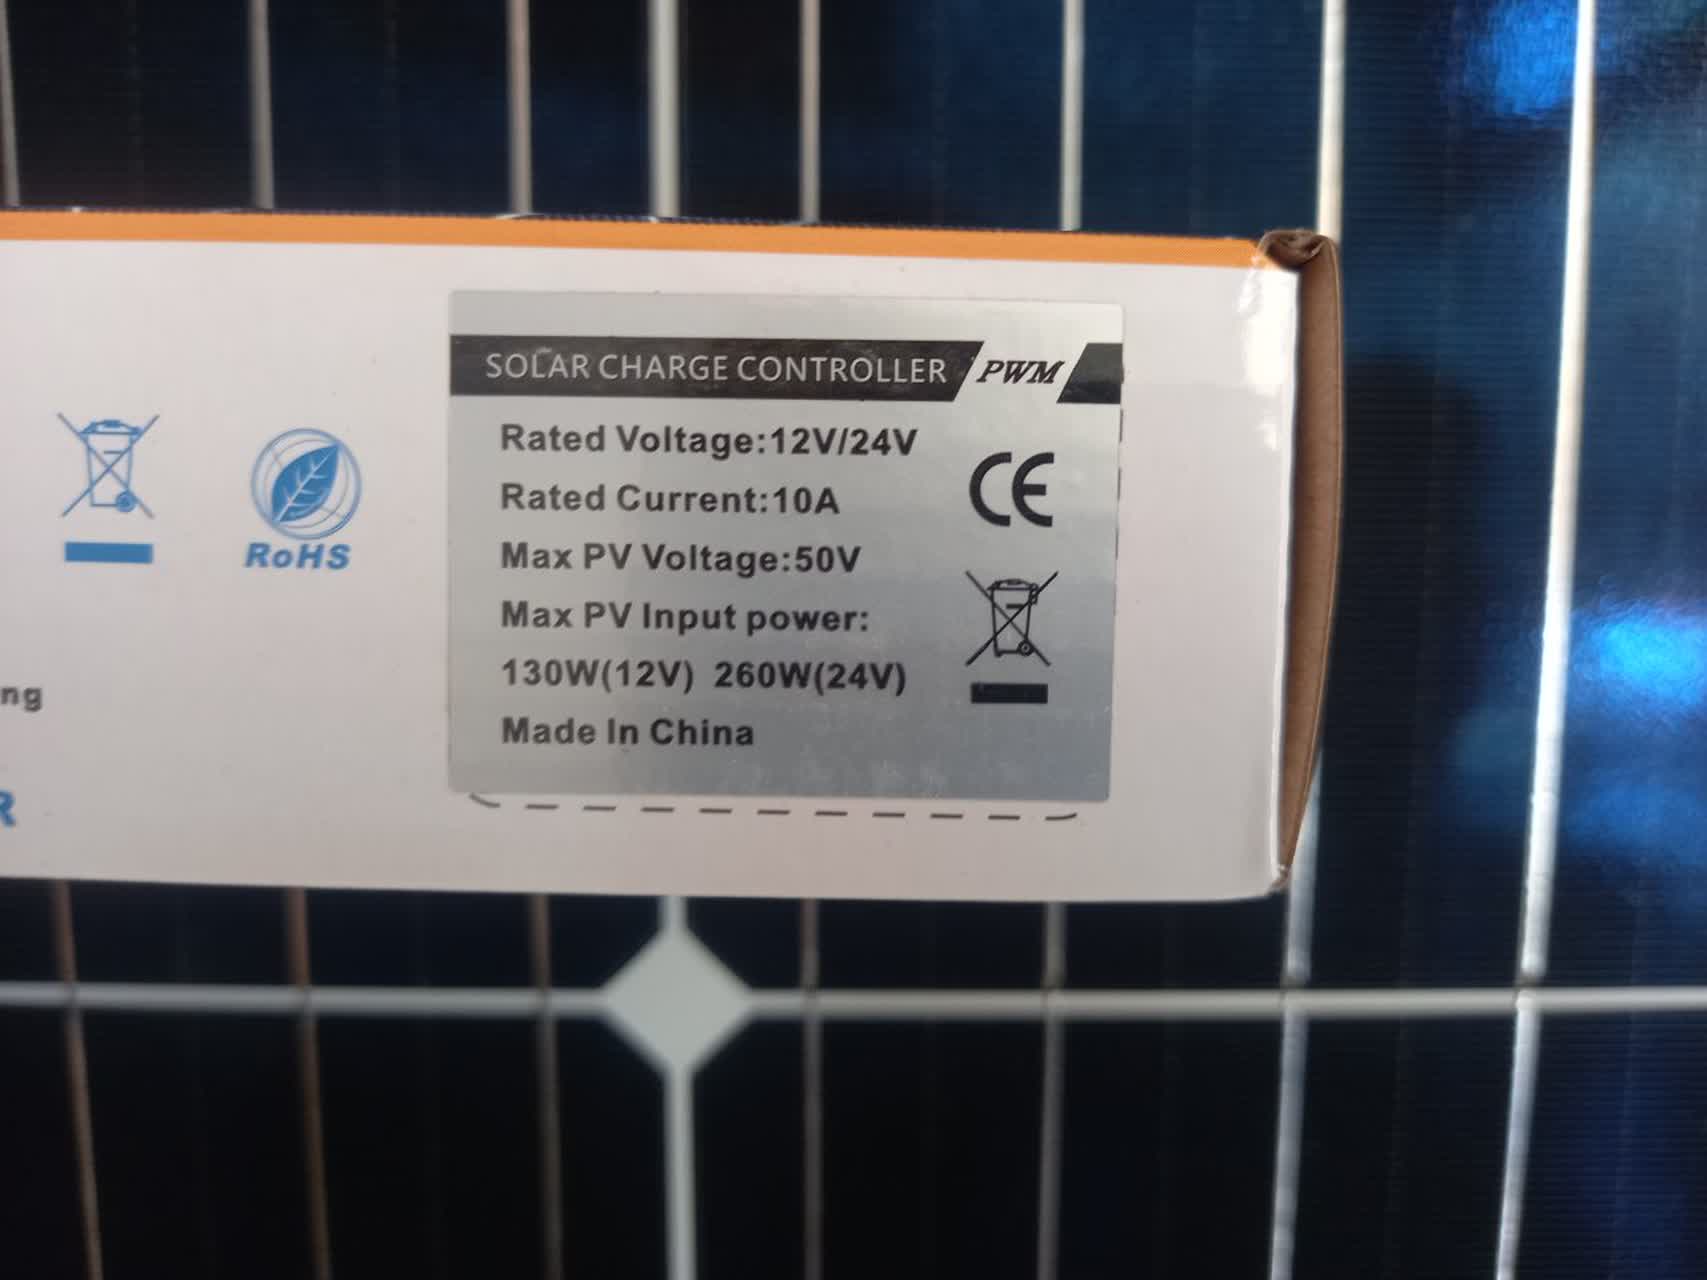 SOLAR CHARGE CONTROLLER PWM
Rated Voltage:12V/24V
Rated Current:10A
Max PV Voltage:50V
Max PV Input power:
130W(12V) 260W(24V)
Made In China
CE
RoHS
ng
R